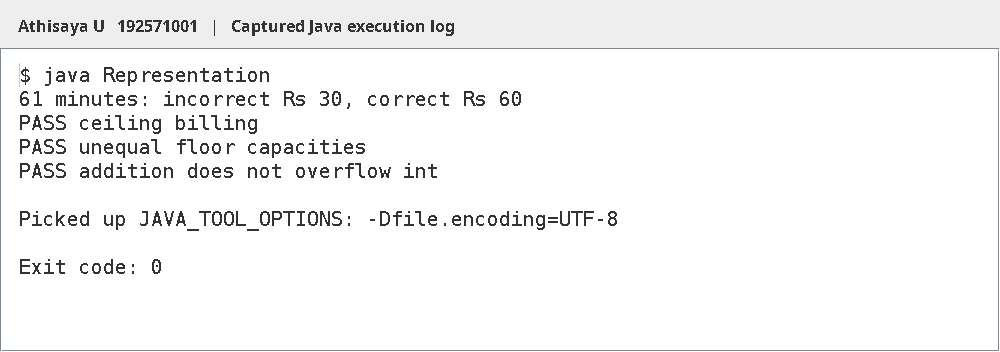 Athisaya U 192571001 | Captured Java execution log
$ java Representation
61 minutes: incorrect Rs 30, correct Rs 60
PASS ceiling billing
PASS unequal floor capacities
PASS addition does not overflow int
Picked up JAVA_TOOL_OPTIONS: -Dfile.encoding=UTF-8
Exit code: 0